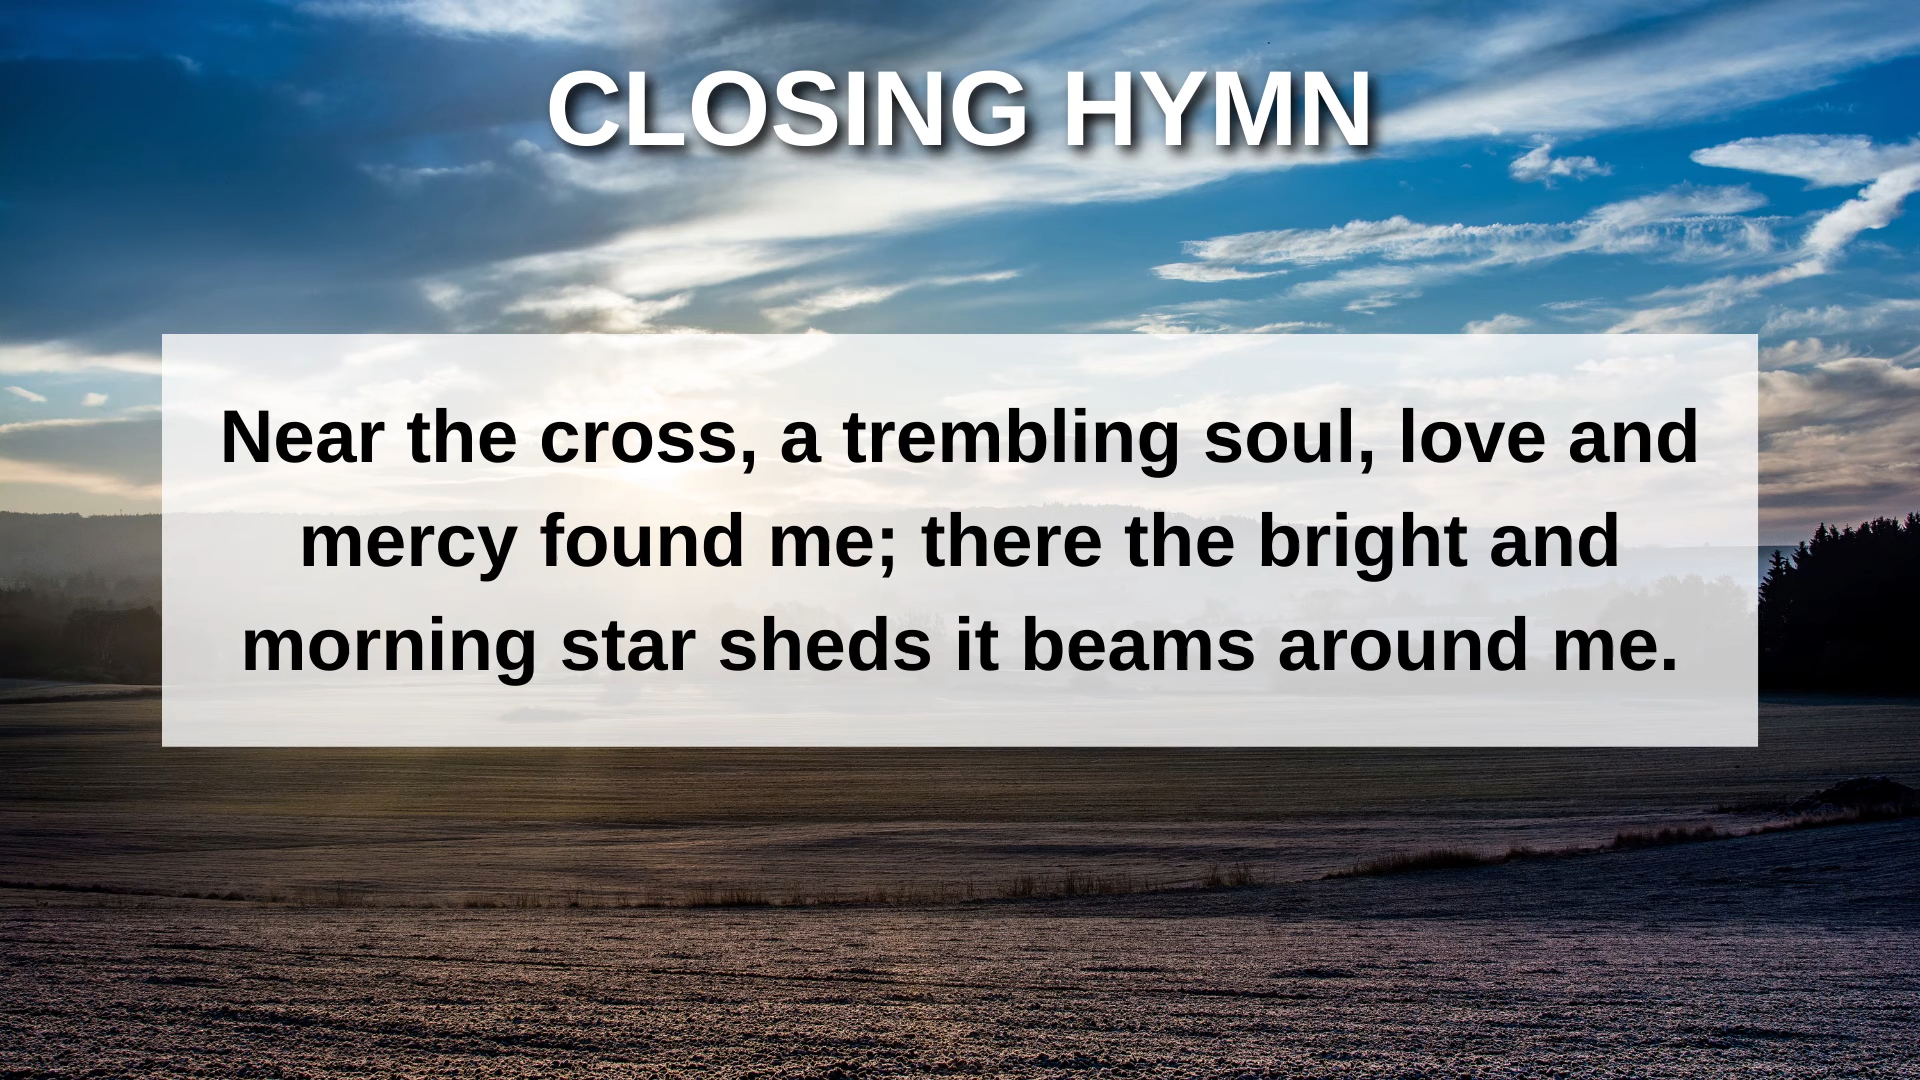 CLOSING HYMN
Near the cross, a trembling soul, love and
mercy found me; there the bright and
morning star sheds it beams around me.